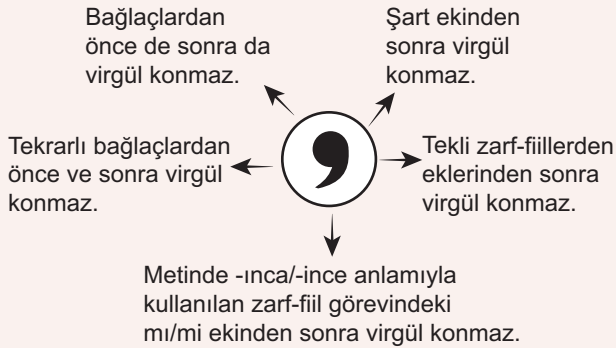 Bağlaçlardan
önce de sonra da
virgül konmaz.
Şart ekinden
sonra virgül
konmaz.
Tekrarlı bağlaçlardan
önce ve sonra virgül
konmaz.
Tekli zarf-fiillerden
eklerinden sonra
virgül konmaz.
Metinde -ınca/-ince anlamıyla
kullanılan zarf-fiil görevindeki
mı/mi ekinden sonra virgül konmaz.